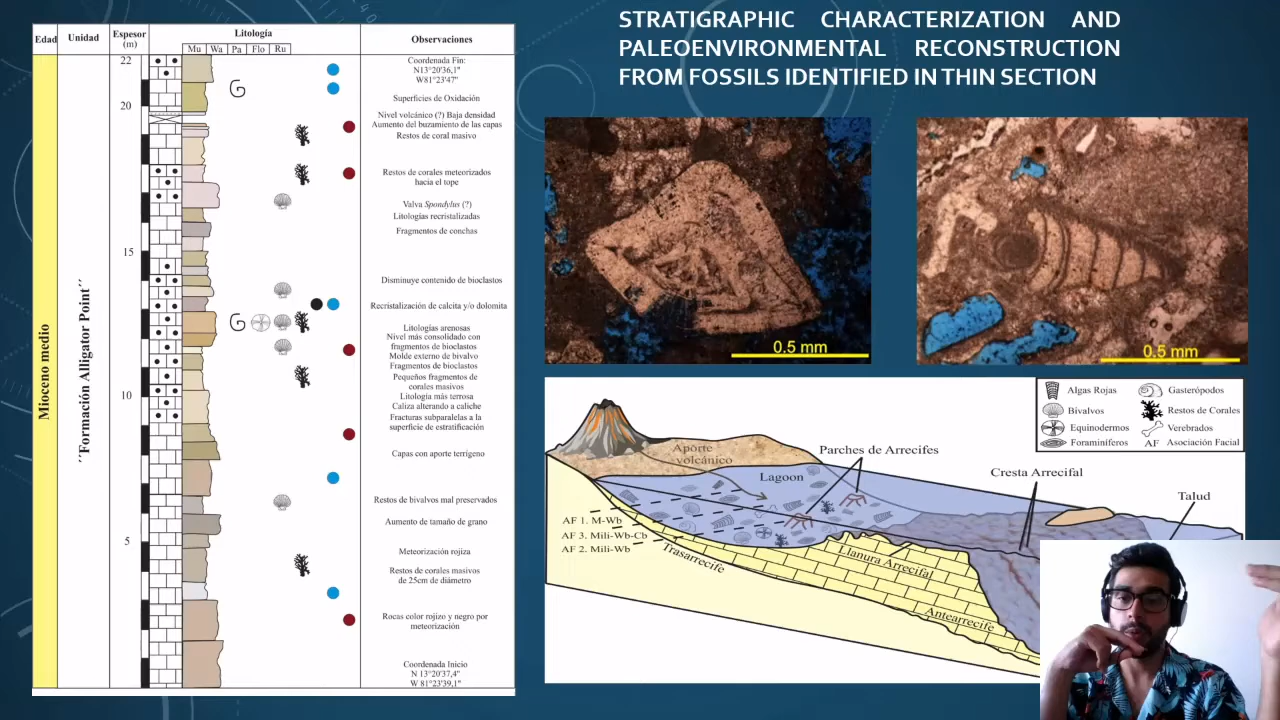 STRATIGRAPHIC CHARACTERIZATION AND
PALEOENVIRONMENTAL RECONSTRUCTION
FROM FOSSILS IDENTIFIED IN THIN SECTION
Edad
Unidad
Espesor
(m)
Litología
Mu Wa Pa Flo Ru
Observaciones
Mioceno medio
´´Formación Alligator Point´´
22
20
15
10
5
G
G
Coordenada Fin:
N13°20'36,1"
W81°23'47"
Superficies de Oxidación
Nivel volcánico (?) Baja densidad
Aumento del buzamiento de las capas
Restos de coral masivo
Restos de corales meteorizados
hacia el tope
Valva Spondylus (?)
Litologías recristalizadas
Fragmentos de conchas
Disminuye contenido de bioclastos
Recristalización de calcita y/o dolomita
Litologías arenosas
Nivel más consolidado con
fragmentos de bioclastos
Molde externo de bivalvo
Fragmentos de bioclastos
Pequeños fragmentos de
corales masivos
Litología más terrosa
Caliza alterando a caliche
Fracturas subparalelas a la
superficie de estratificación
Capas con aporte terrígeno
Restos de bivalvos mal preservados
Aumento de tamaño de grano
Meteorización rojiza
Restos de corales masivos
de 25cm de diámetro
Rocas color rojizo y negro por
meteorización
Coordenada Inicio
N 13°20'37,4"
W 81°23'39,1"
0.5 mm
0.5 mm
Algas Rojas
Gasterópodos
Bivalvos
Restos de Corales
Equinodermos
Verebrados
Foraminíferos
AF Asociación Facial
Aporte
volcánico
Lagoon
Parches de Arrecifes
Cresta Arrecifal
Talud
AF 1. M-Wb
AF 3. Mili-Wb-Cb
AF 2. Mili-Wb
Trasarrecife
Llanura Arrecifal
Antearrecife